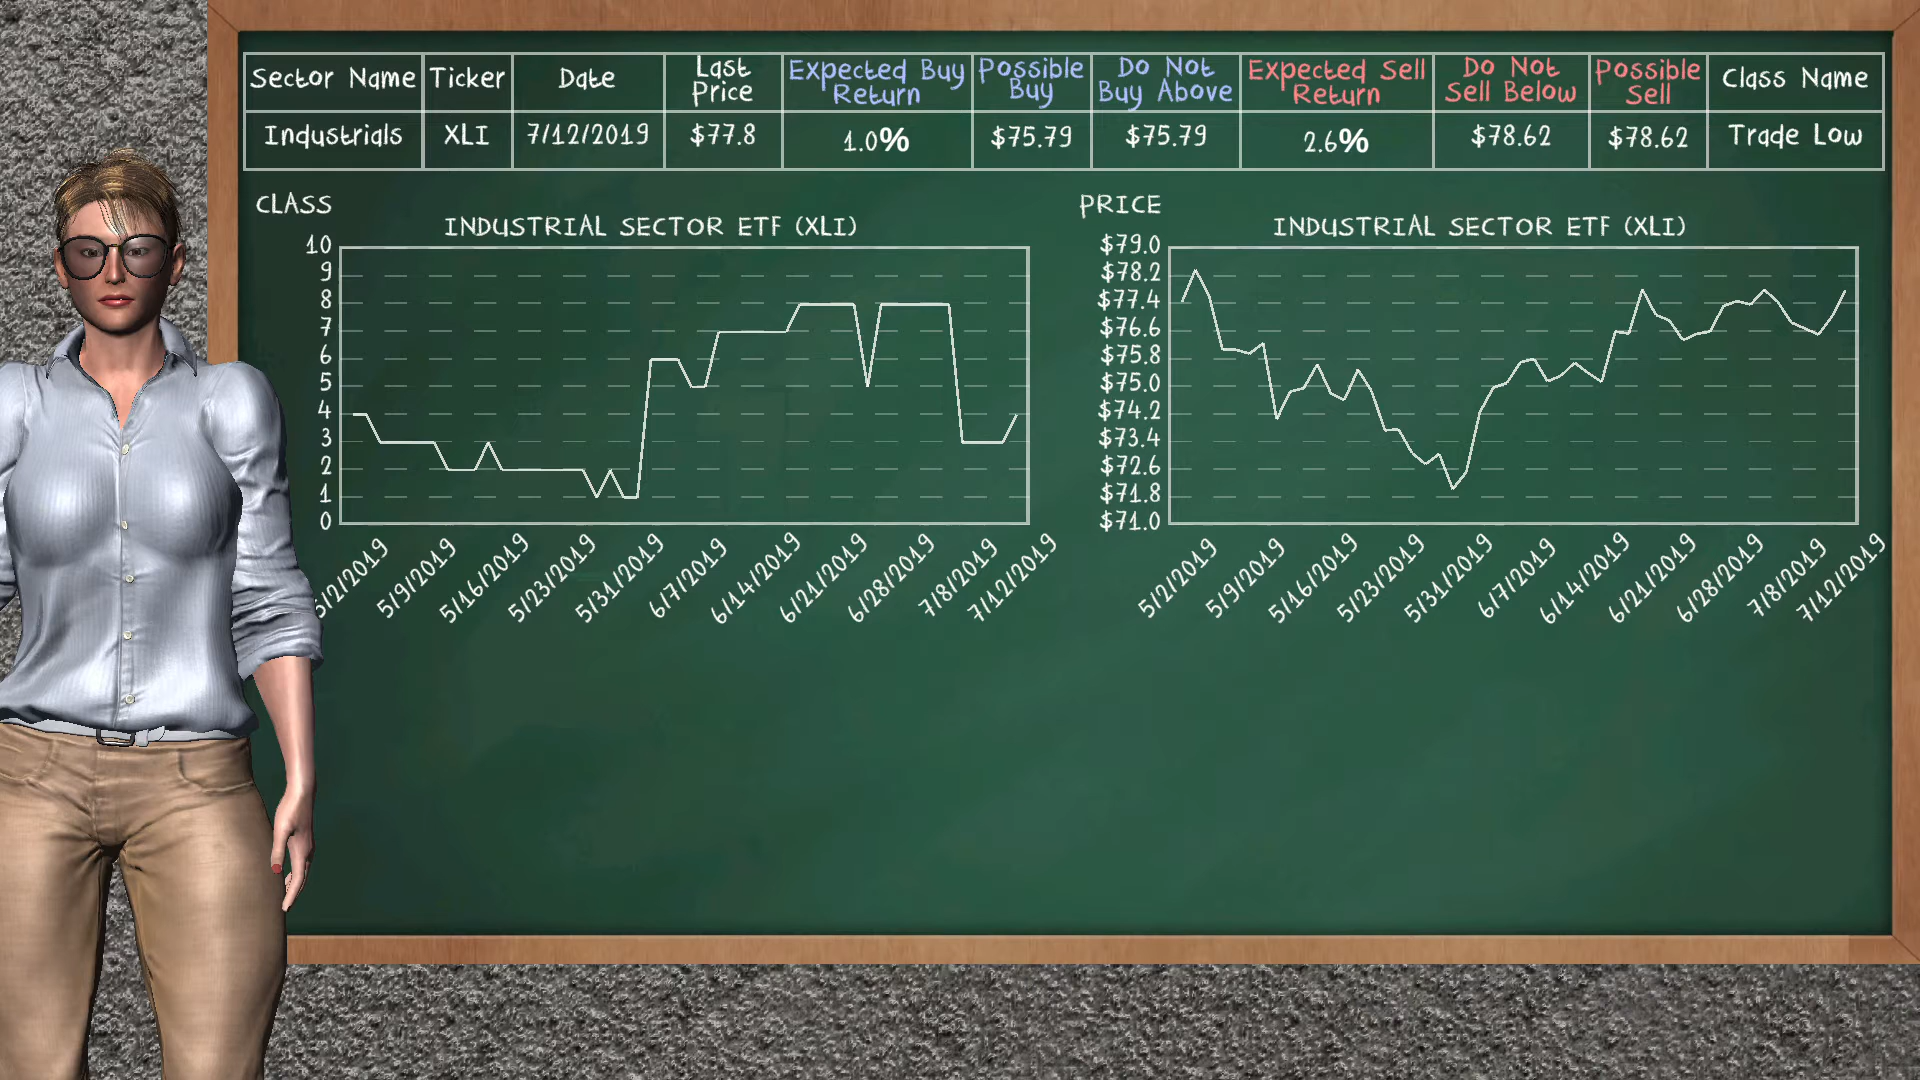 Sector Name Ticker Date Last Price Expected Buy Return Possible Buy Do Not Buy Above Expected Sell Return Do Not Sell Below Possible Sell Class Name
Industrials XLI 7/12/2019 $77.8 1.0% $75.79 $75.79 2.6% $78.62 $78.62 Trade Low
CLASS
INDUSTRIAL SECTOR ETF (XLI)
10
9
8
7
6
5
4
3
2
1
0
5/2/2019 5/9/2019 5/16/2019 5/23/2019 5/31/2019 6/7/2019 6/14/2019 6/21/2019 6/28/2019 7/8/2019 7/12/2019
PRICE
INDUSTRIAL SECTOR ETF (XLI)
$79.0
$78.2
$77.4
$76.6
$75.8
$75.0
$74.2
$73.4
$72.6
$71.8
$71.0
5/2/2019 5/9/2019 5/16/2019 5/23/2019 5/31/2019 6/7/2019 6/14/2019 6/21/2019 6/28/2019 7/8/2019 7/12/2019